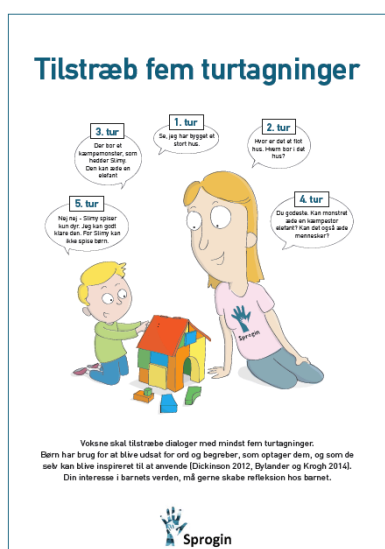 Tilstræb fem turtagninger
1. tur
Se, jeg har bygget et
stort hus.
2. tur
Hvor er det et flot
hus. Hvem bor i det
hus?
3. tur
Der bor et
kæmpemonster, som
hedder Slimy.
Den kan æde en
elefant
4. tur
Du godeste. Kan monstret
æde en kæmpestor
elefant? Kan det også æde
mennesker?
5. tur
Nej nej - Slimy spiser
kun dyr. Jeg kan godt
klare den. For Slimy kan
ikke spise børn.
Sprogin
Voksne skal tilstræbe dialoger med mindst fem turtagninger.
Børn har brug for at blive udsat for ord og begreber, som optager dem, og som de
selv kan blive inspireret til at anvende (Dickinson 2012, Bylander og Krogh 2014).
Din interesse i barnets verden, må gerne skabe refleksion hos barnet.
Sprogin